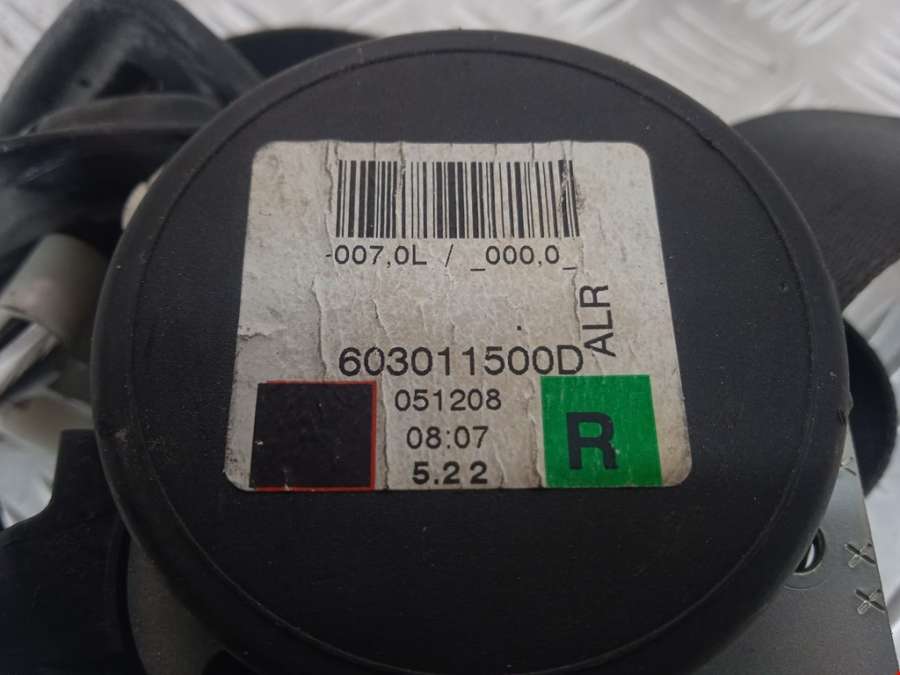 -007,0L / _000,0_
ALR
603011500D
051208
08:07
5.22
R